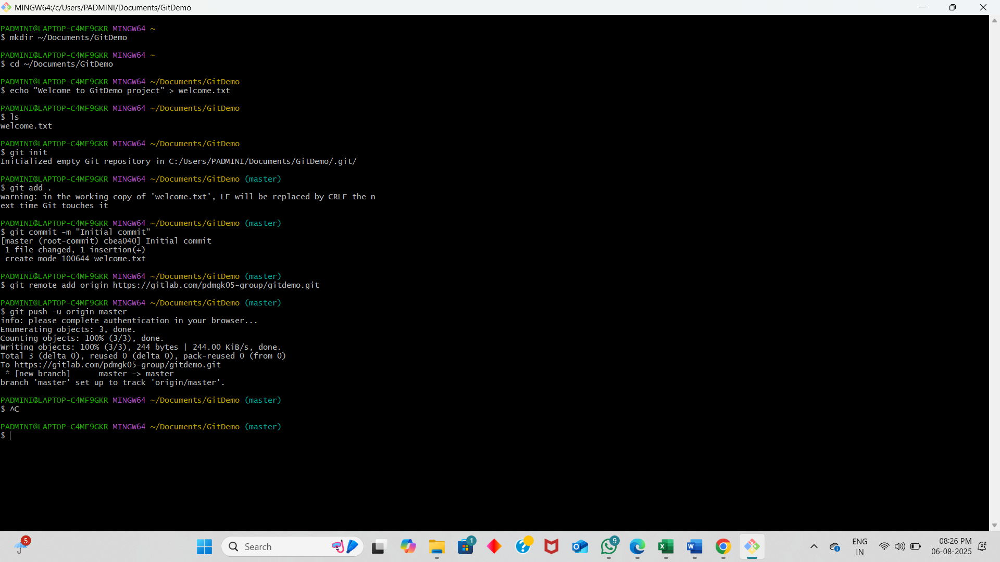 MINGW64:/c/Users/PADMINI/Documents/GitDemo
PADMINI@LAPTOP-C4MF9GKR MINGW64 ~
$ mkdir ~/Documents/GitDemo
PADMINI@LAPTOP-C4MF9GKR MINGW64 ~
$ cd ~/Documents/GitDemo
PADMINI@LAPTOP-C4MF9GKR MINGW64 ~/Documents/GitDemo
$ echo "Welcome to GitDemo project" > welcome.txt
PADMINI@LAPTOP-C4MF9GKR MINGW64 ~/Documents/GitDemo
$ ls
welcome.txt
PADMINI@LAPTOP-C4MF9GKR MINGW64 ~/Documents/GitDemo
$ git init
Initialized empty Git repository in C:/Users/PADMINI/Documents/GitDemo/.git/
PADMINI@LAPTOP-C4MF9GKR MINGW64 ~/Documents/GitDemo (master)
$ git add .
warning: in the working copy of 'welcome.txt', LF will be replaced by CRLF the n
ext time Git touches it
PADMINI@LAPTOP-C4MF9GKR MINGW64 ~/Documents/GitDemo (master)
$ git commit -m "Initial commit"
[master (root-commit) cbea040] Initial commit
 1 file changed, 1 insertion(+)
 create mode 100644 welcome.txt
PADMINI@LAPTOP-C4MF9GKR MINGW64 ~/Documents/GitDemo (master)
$ git remote add origin https://gitlab.com/pdmgk05-group/gitdemo.git
PADMINI@LAPTOP-C4MF9GKR MINGW64 ~/Documents/GitDemo (master)
$ git push -u origin master
info: please complete authentication in your browser...
Enumerating objects: 3, done.
Counting objects: 100% (3/3), done.
Writing objects: 100% (3/3), 244 bytes | 244.00 KiB/s, done.
Total 3 (delta 0), reused 0 (delta 0), pack-reused 0 (from 0)
To https://gitlab.com/pdmgk05-group/gitdemo.git
 * [new branch]      master -> master
branch 'master' set up to track 'origin/master'.
PADMINI@LAPTOP-C4MF9GKR MINGW64 ~/Documents/GitDemo (master)
$ ^C
PADMINI@LAPTOP-C4MF9GKR MINGW64 ~/Documents/GitDemo (master)
$
5
Search
1
9
ENG
IN
08:26 PM
06-08-2025